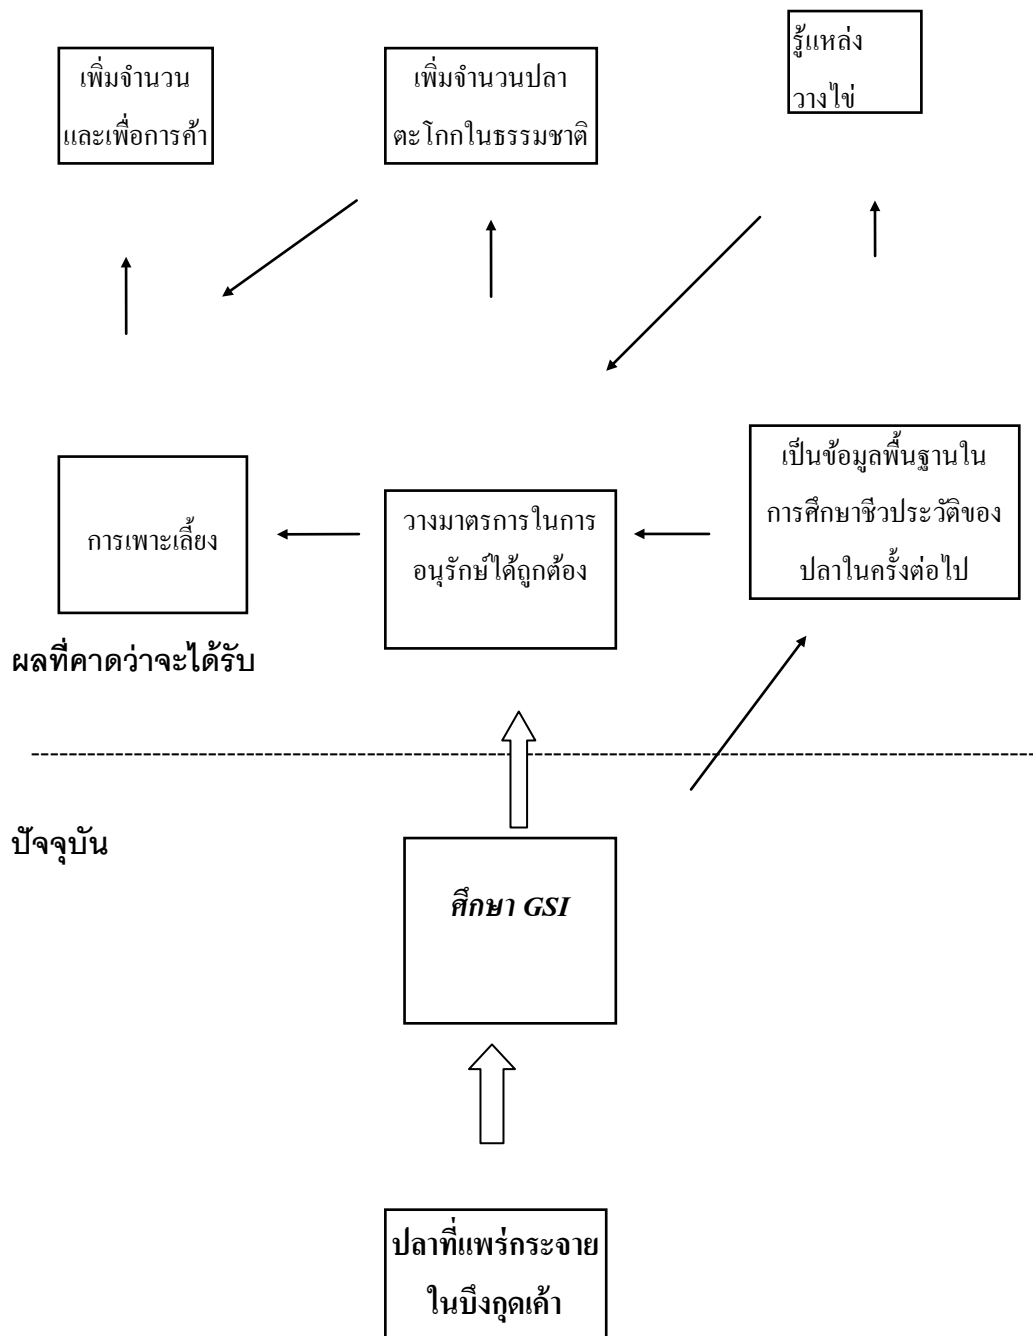 เพิ่มจำนวน
และเพื่อการค้า
เพิ่มจำนวนปลา
ตะโกกในธรรมชาติ
รู้แหล่ง
วางไข่
การเพาะเลี้ยง
วางมาตรการในการ
อนุรักษ์ได้ถูกต้อง
เป็นข้อมูลพื้นฐานใน
การศึกษาชีวประวัติของ
ปลาในครั้งต่อไป
ผลที่คาดว่าจะได้รับ
ปัจจุบัน
ศึกษา GSI
ปลาที่แพร่กระจาย
ในบึงกุดเค้า